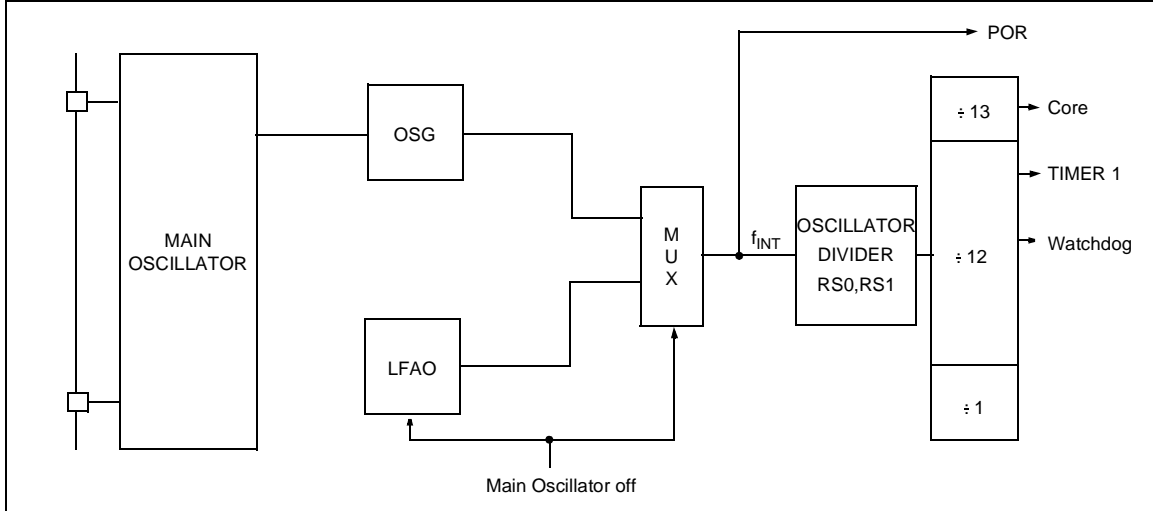 POR
÷ 13
Core
OSG
TIMER 1
MAIN
OSCILLATOR
M
U
X
fINT
OSCILLATOR
DIVIDER
RS0,RS1
÷ 12
Watchdog
LFAO
÷ 1
Main Oscillator off